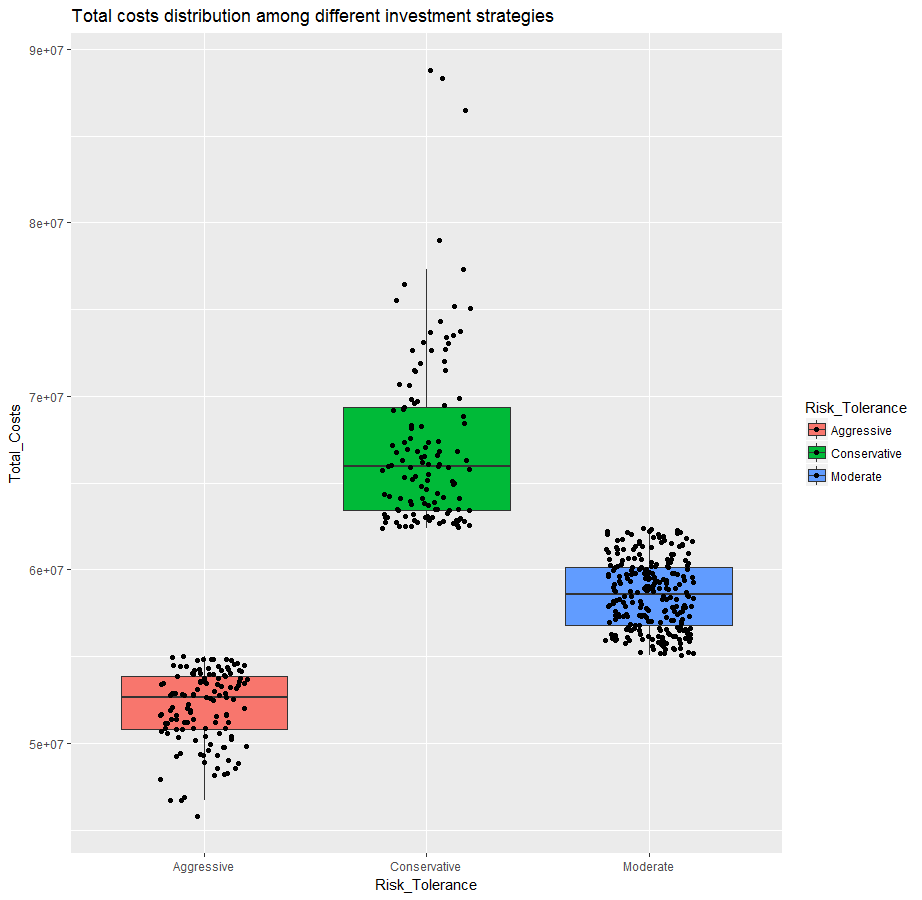 Total costs distribution among different investment strategies
9e+07
8e+07
7e+07
6e+07
5e+07
Total_Costs
Aggressive
Conservative
Moderate
Risk_Tolerance
Risk_Tolerance
Aggressive
Conservative
Moderate